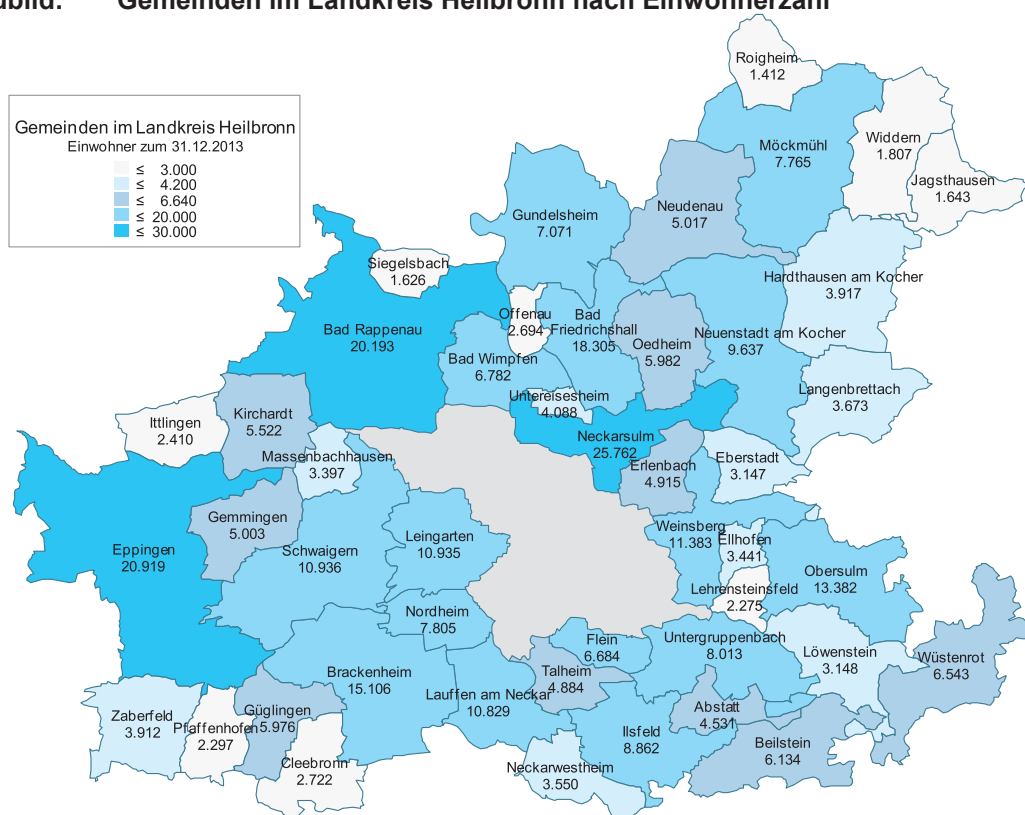 Gemeinden im Landkreis Heilbronn nach Einwohnerzahl
Gemeinden im Landkreis Heilbronn
Einwohner zum 31.12.2013
≤ 3.000
≤ 4.200
≤ 6.640
≤ 20.000
≤ 30.000
Roigheim
1.412
Möckmühl
7.765
Widdern
1.807
Jagsthausen
1.643
Neudenau
5.017
Gundelsheim
7.071
Siegelsbach
1.626
Hardthausen am Kocher
3.917
Bad Rappenau
20.193
Offenau
2.694
Bad
Friedrichshall
18.305
Oedheim
5.982
Neuenstadt am Kocher
9.637
Bad Wimpfen
6.782
Untereisesheim
4.088
Langenbrettach
3.673
Ittlingen
2.410
Kirchardt
5.522
Massenbachhausen
3.397
Neckarsulm
25.762
Erlenbach
4.915
Eberstadt
3.147
Gemmingen
5.003
Eppingen
20.919
Schwaigern
10.936
Leingarten
10.935
Weinsberg
11.383
Ellhofen
3.441
Obersulm
13.382
Lehrensteinsfeld
2.275
Nordheim
7.805
Flein
6.684
Untergruppenbach
8.013
Löwenstein
3.148
Wüstenrot
6.543
Brackenheim
15.106
Lauffen am Neckar
10.829
Talheim
4.884
Abstatt
4.531
Zaberfeld
3.912
Pfaffenhofen
2.297
Güglingen
5.976
Ilsfeld
8.862
Beilstein
6.134
Cleebronn
2.722
Neckarwestheim
3.550